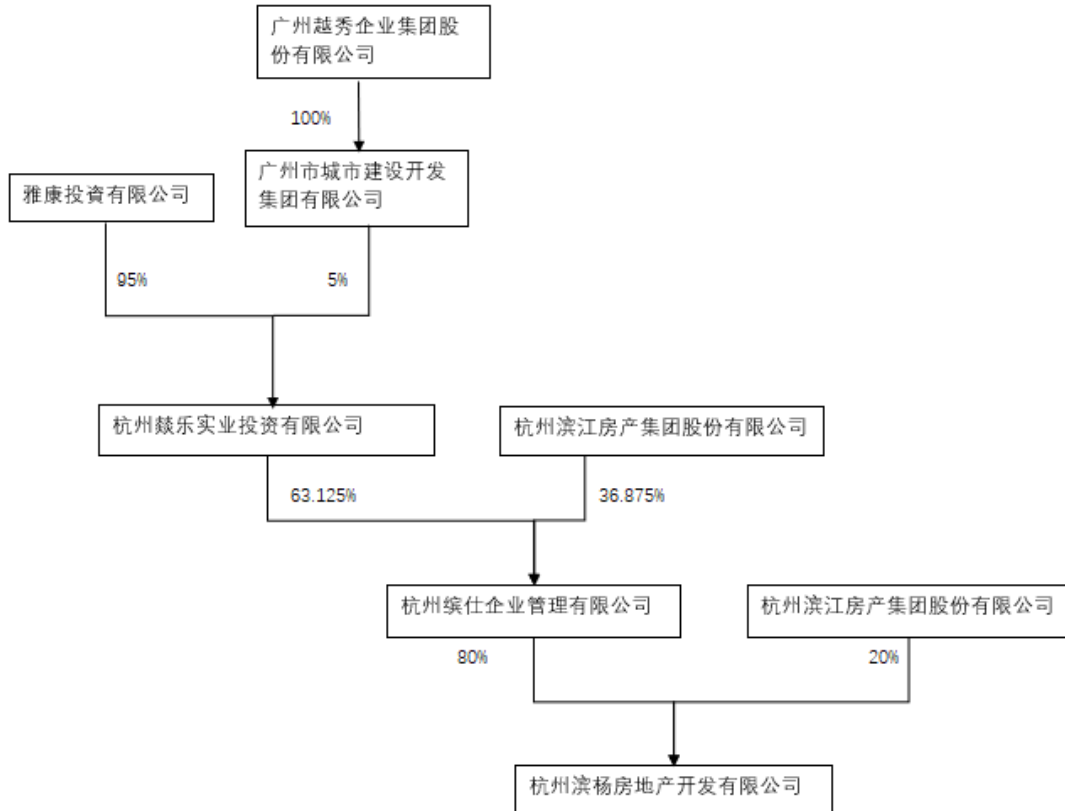 广州越秀企业集团股
份有限公司
100%
广州市城市建设开发
集团有限公司
雅康投資有限公司
95%
5%
杭州燚乐实业投资有限公司
杭州滨江房产集团股份有限公司
63.125%
36.875%
杭州缤仕企业管理有限公司
杭州滨江房产集团股份有限公司
80%
20%
杭州滨杨房地产开发有限公司